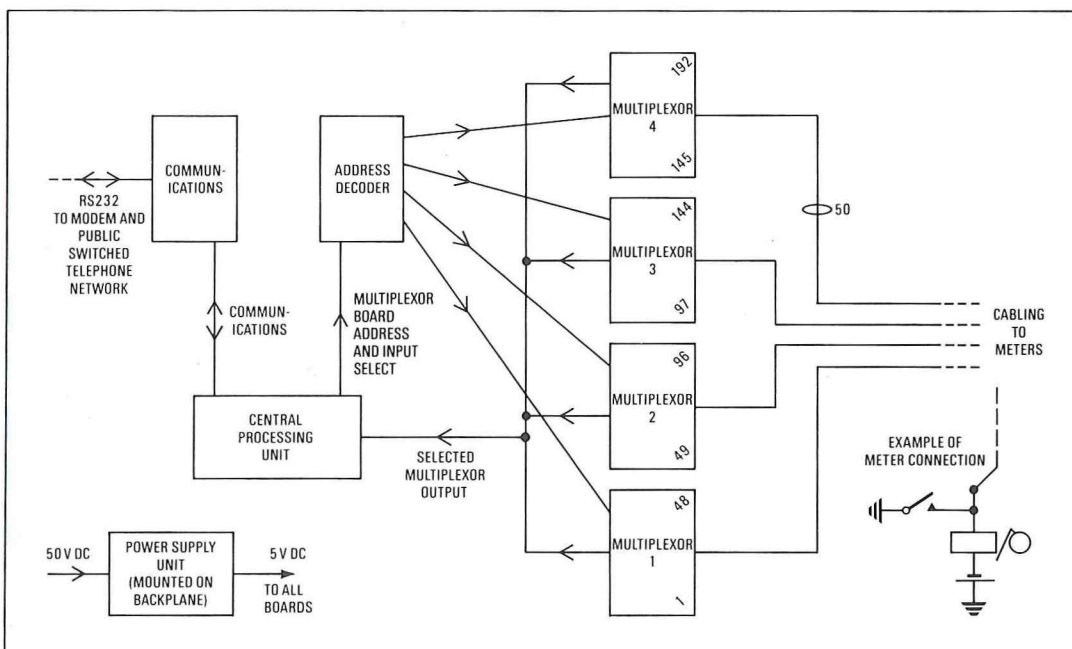 COMMUN-
ICATIONS
RS232
TO MODEM AND
PUBLIC
SWITCHED
TELEPHONE
NETWORK
COMMUN-
ICATIONS
ADDRESS
DECODER
MULTIPLEXOR
BOARD
ADDRESS
AND INPUT
SELECT
CENTRAL
PROCESSING
UNIT
SELECTED
MULTIPLEXOR
OUTPUT
50 V DC
POWER SUPPLY
UNIT
(MOUNTED ON
BACKPLANE)
5 V DC
TO ALL
BOARDS
192
MULTIPLEXOR
4
145
144
MULTIPLEXOR
3
97
96
MULTIPLEXOR
2
49
48
MULTIPLEXOR
1
1
50
CABLING
TO
METERS
EXAMPLE OF
METER CONNECTION